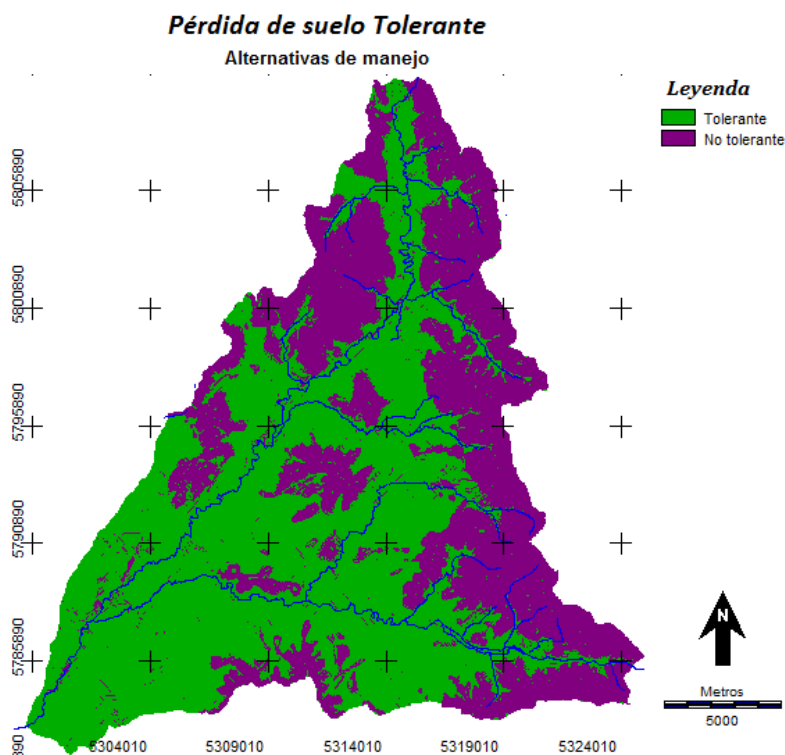 Pérdida de suelo Tolerante
Alternativas de manejo
Leyenda
Tolerante
No tolerante
5805890
5800890
5795890
5790890
5785890
890
5304010
5309010
5314010
5319010
5324010
N
Metros
5000